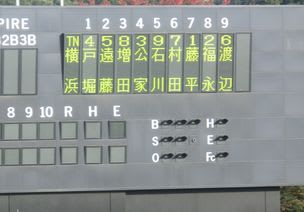 PIRE
2B3B
1 2 3 4 5 6 7 8 9
TN 4 5 8 3 9 1 7 1 2 6
横 戸 遠 増 公 石 村 藤 福 渡
浜 堀 藤 田 家 川 田 平 永 辺
8 9 10 R H E
B H
S E
O Fc